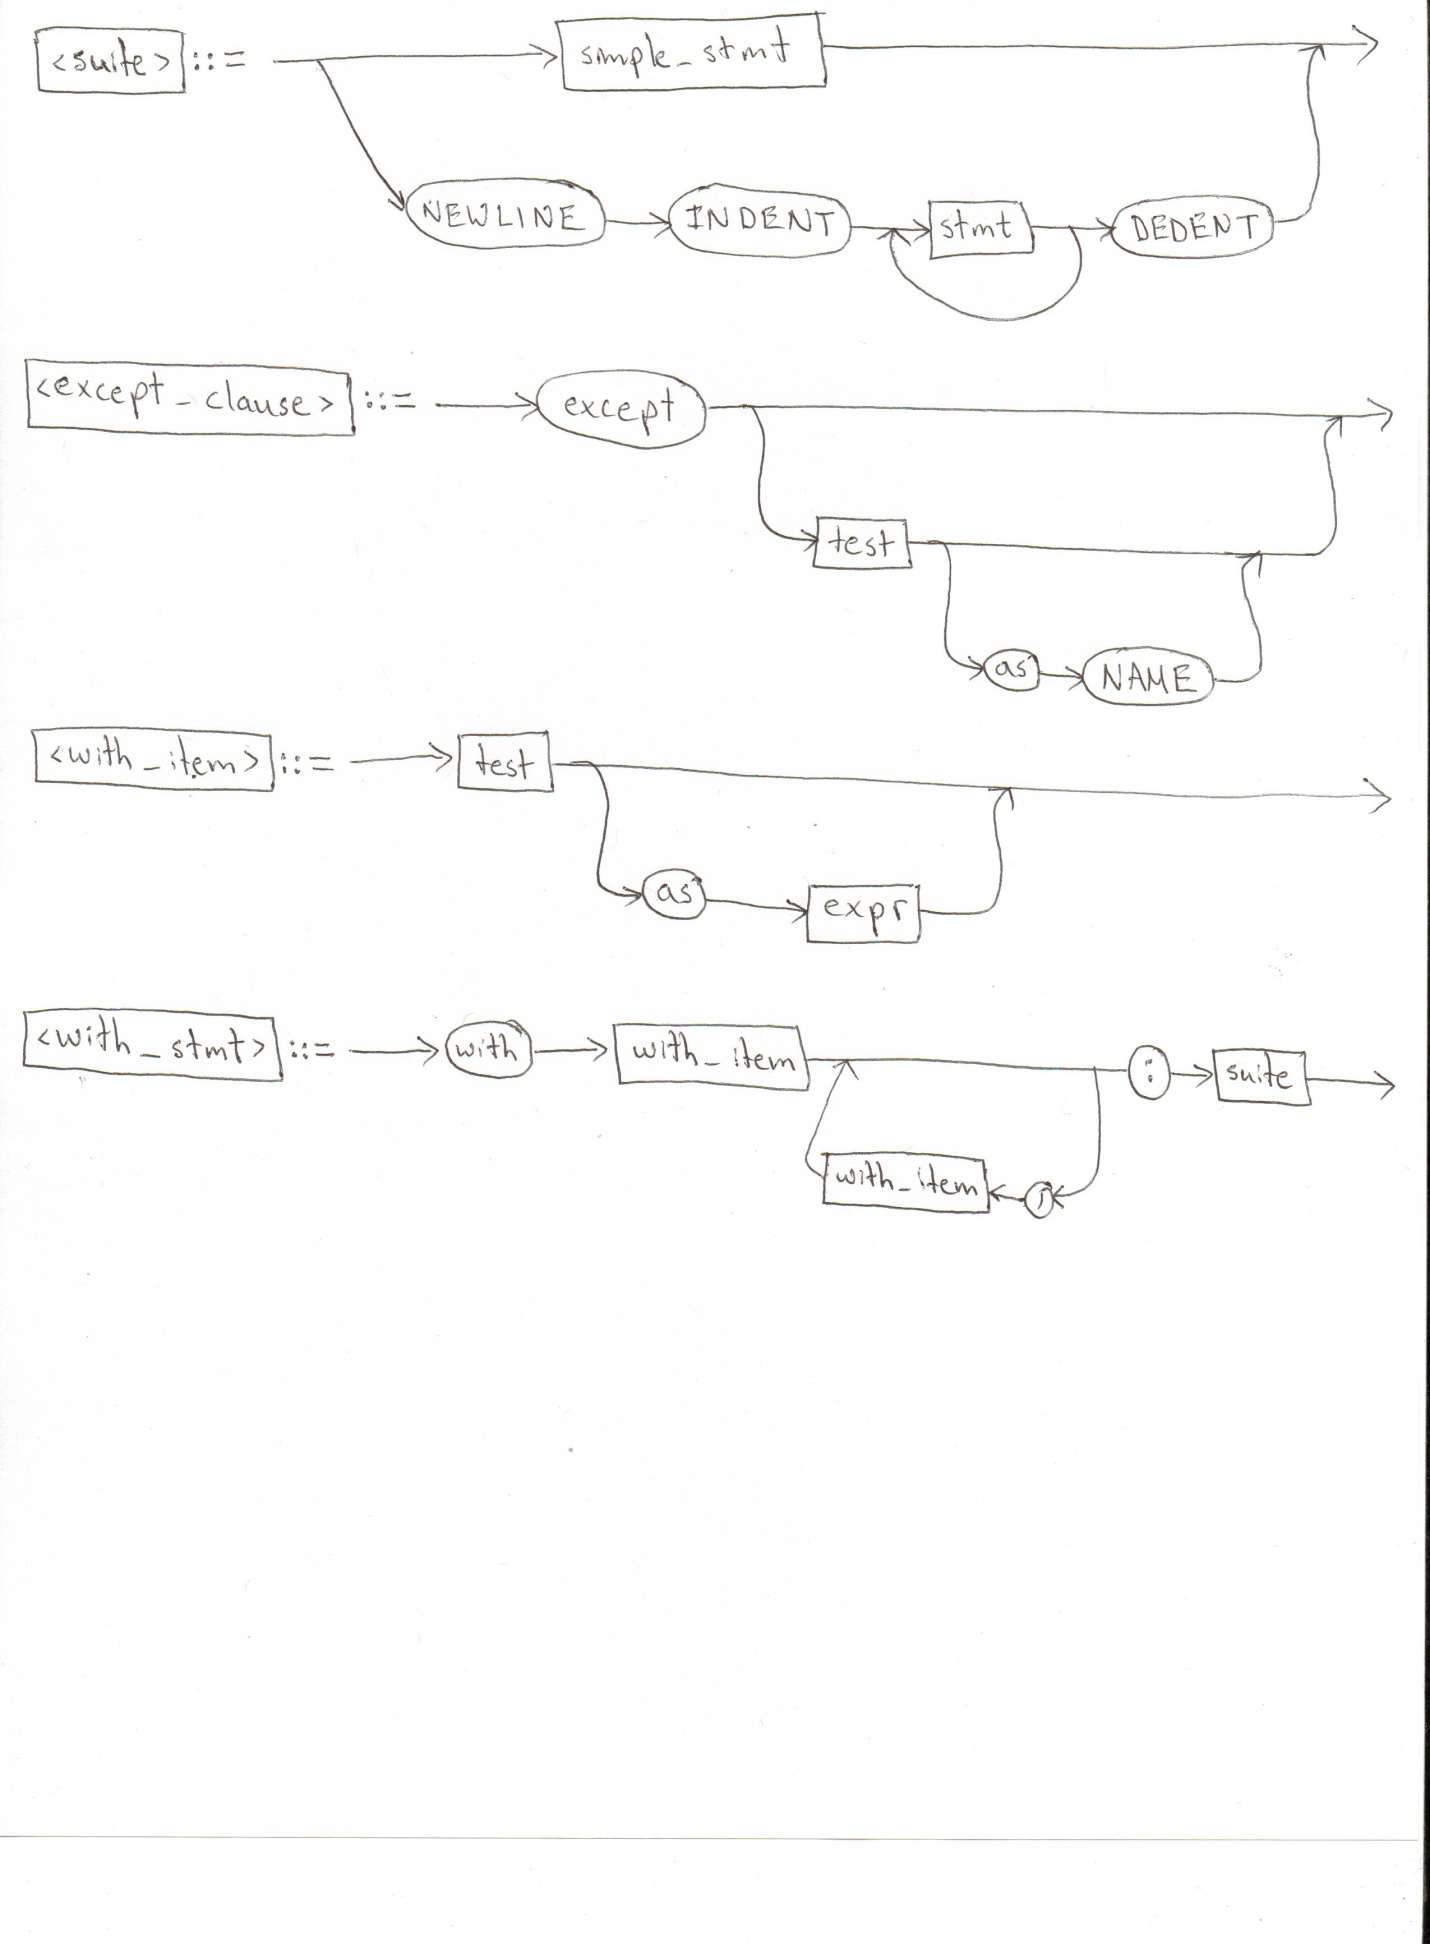 <suite> ::= simple_stmt
NEWLINE INDENT stmt DEDENT
<except_clause> ::= except
test
as NAME
<with_item> ::= test
as expr
<with_stmt> ::= with with_item : suite
with_item ,